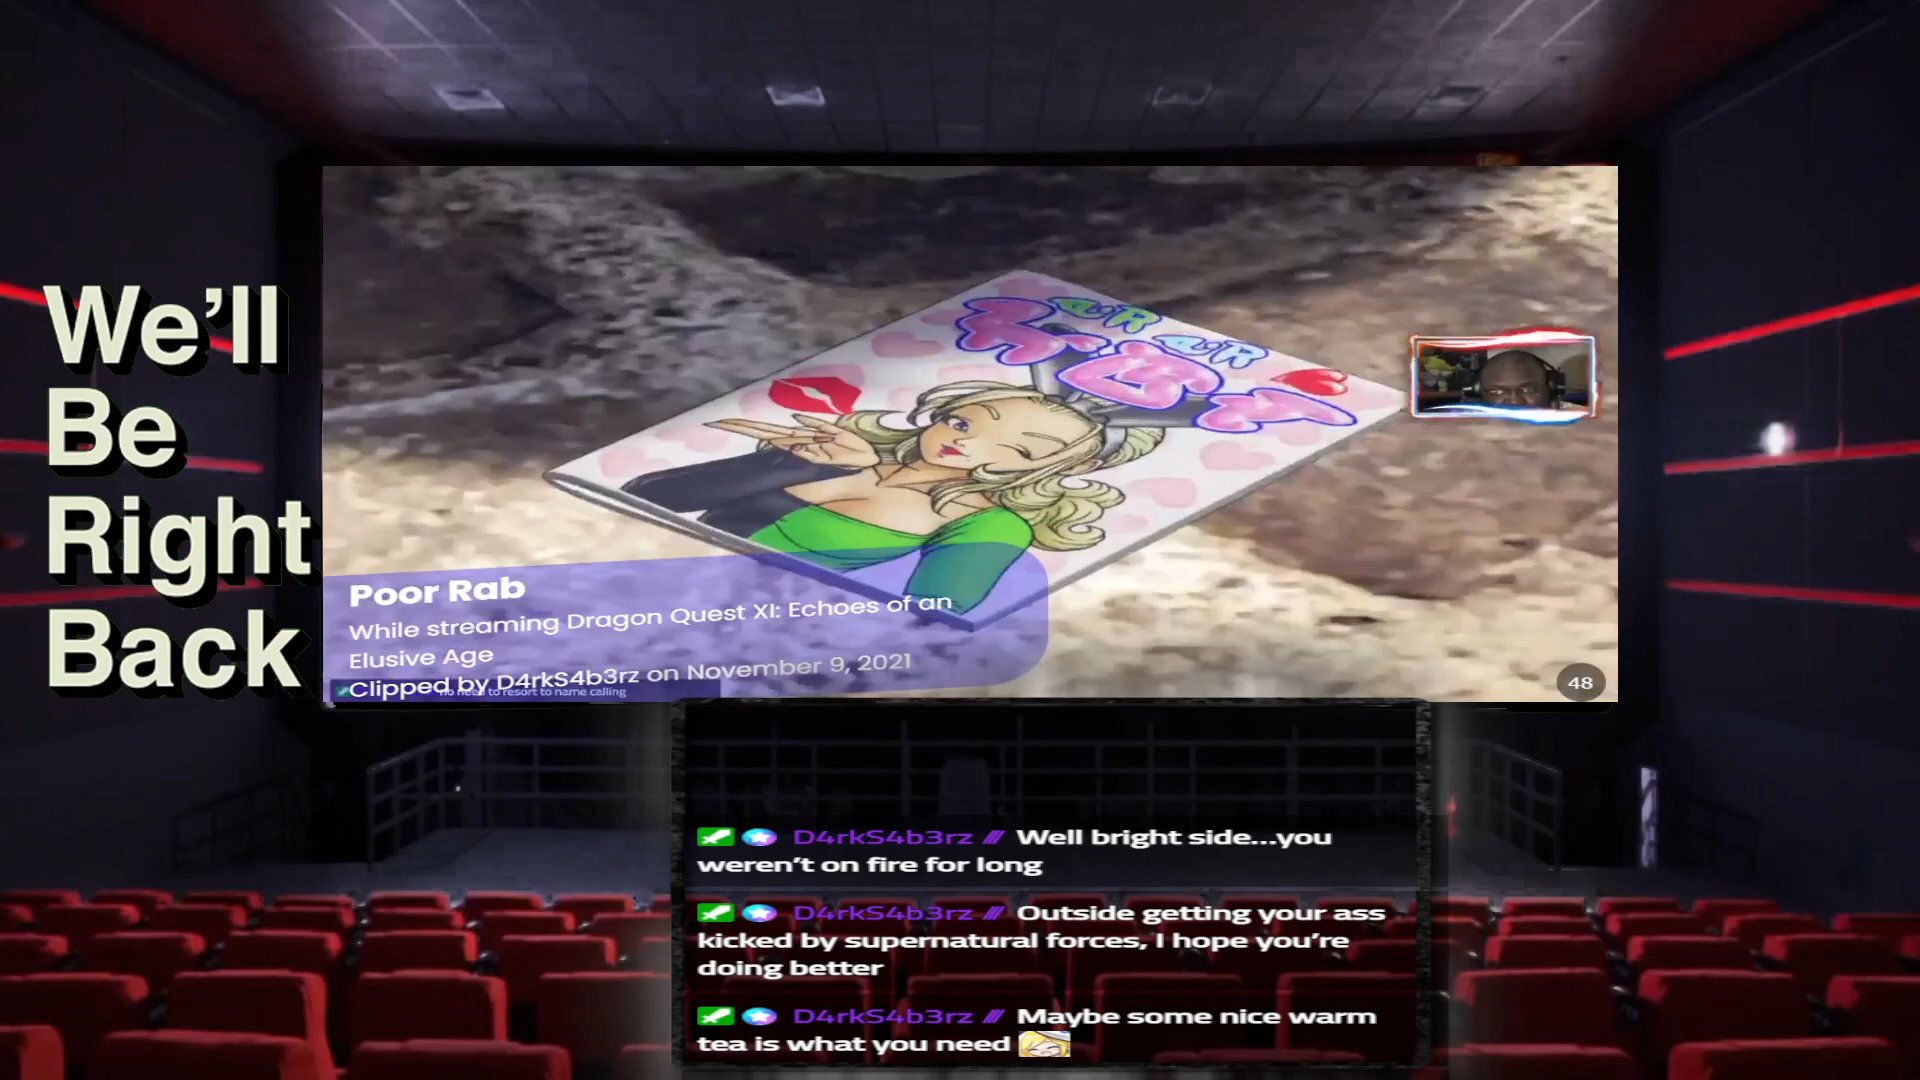 We’ll
Be
Right
Back
Poor Rab
While streaming Dragon Quest XI: Echoes of an
Elusive Age
Clipped by D4rkS4b3rz on November 9, 2021
no need to resort to name calling
48
D4rkS4b3rz /// Well bright side...you
weren't on fire for long
D4rkS4b3rz /// Outside getting your ass
kicked by supernatural forces, I hope you're
doing better
D4rkS4b3rz /// Maybe some nice warm
tea is what you need